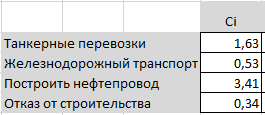 Ci
Танкерные перевозки 1,63
Железнодорожный транспорт 0,53
Построить нефтепровод 3,41
Отказ от строительства 0,34